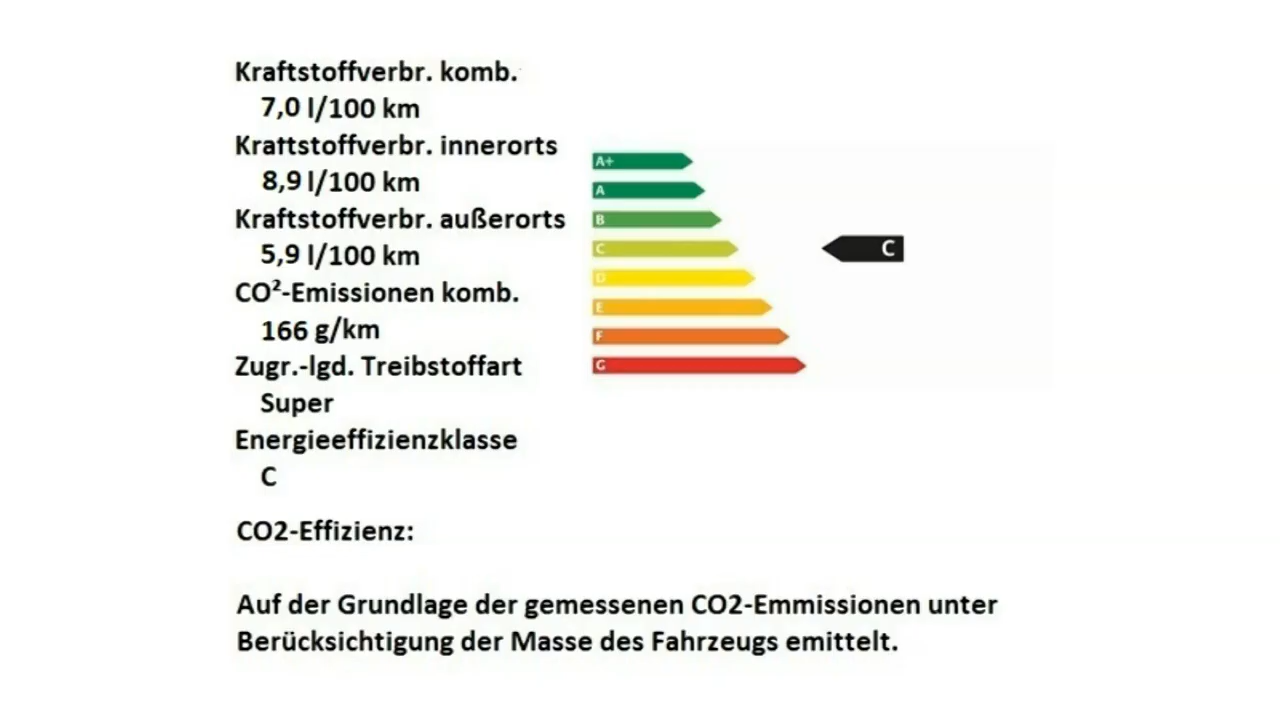 Kraftstoffverbr. komb.
7,0 l/100 km
Krattstoffverbr. innerorts
8,9 l/100 km
Kraftstoffverbr. außerorts
5,9 l/100 km
CO²-Emissionen komb.
166 g/km
Zugr.-lgd. Treibstoffart
Super
Energieeffizienzklasse
C
A+
A
B
C
D
E
F
G
C
CO2-Effizienz:
Auf der Grundlage der gemessenen CO2-Emmissionen unter
Berücksichtigung der Masse des Fahrzeugs emittelt.